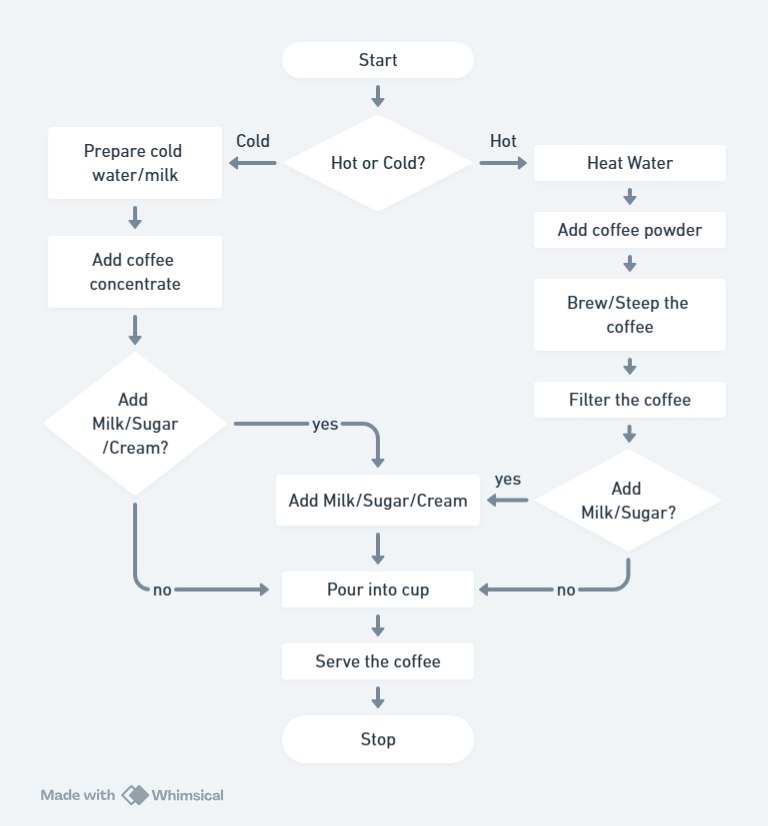 Start
Cold
Hot
Prepare cold
water/milk
Hot or Cold?
Heat Water
Add coffee powder
Add coffee
concentrate
Brew/Steep the
coffee
Add
Milk/Sugar
/Cream?
Filter the coffee
yes
yes
Add Milk/Sugar/Cream
Add
Milk/Sugar?
no
Pour into cup
no
Serve the coffee
Stop
Made with Whimsical